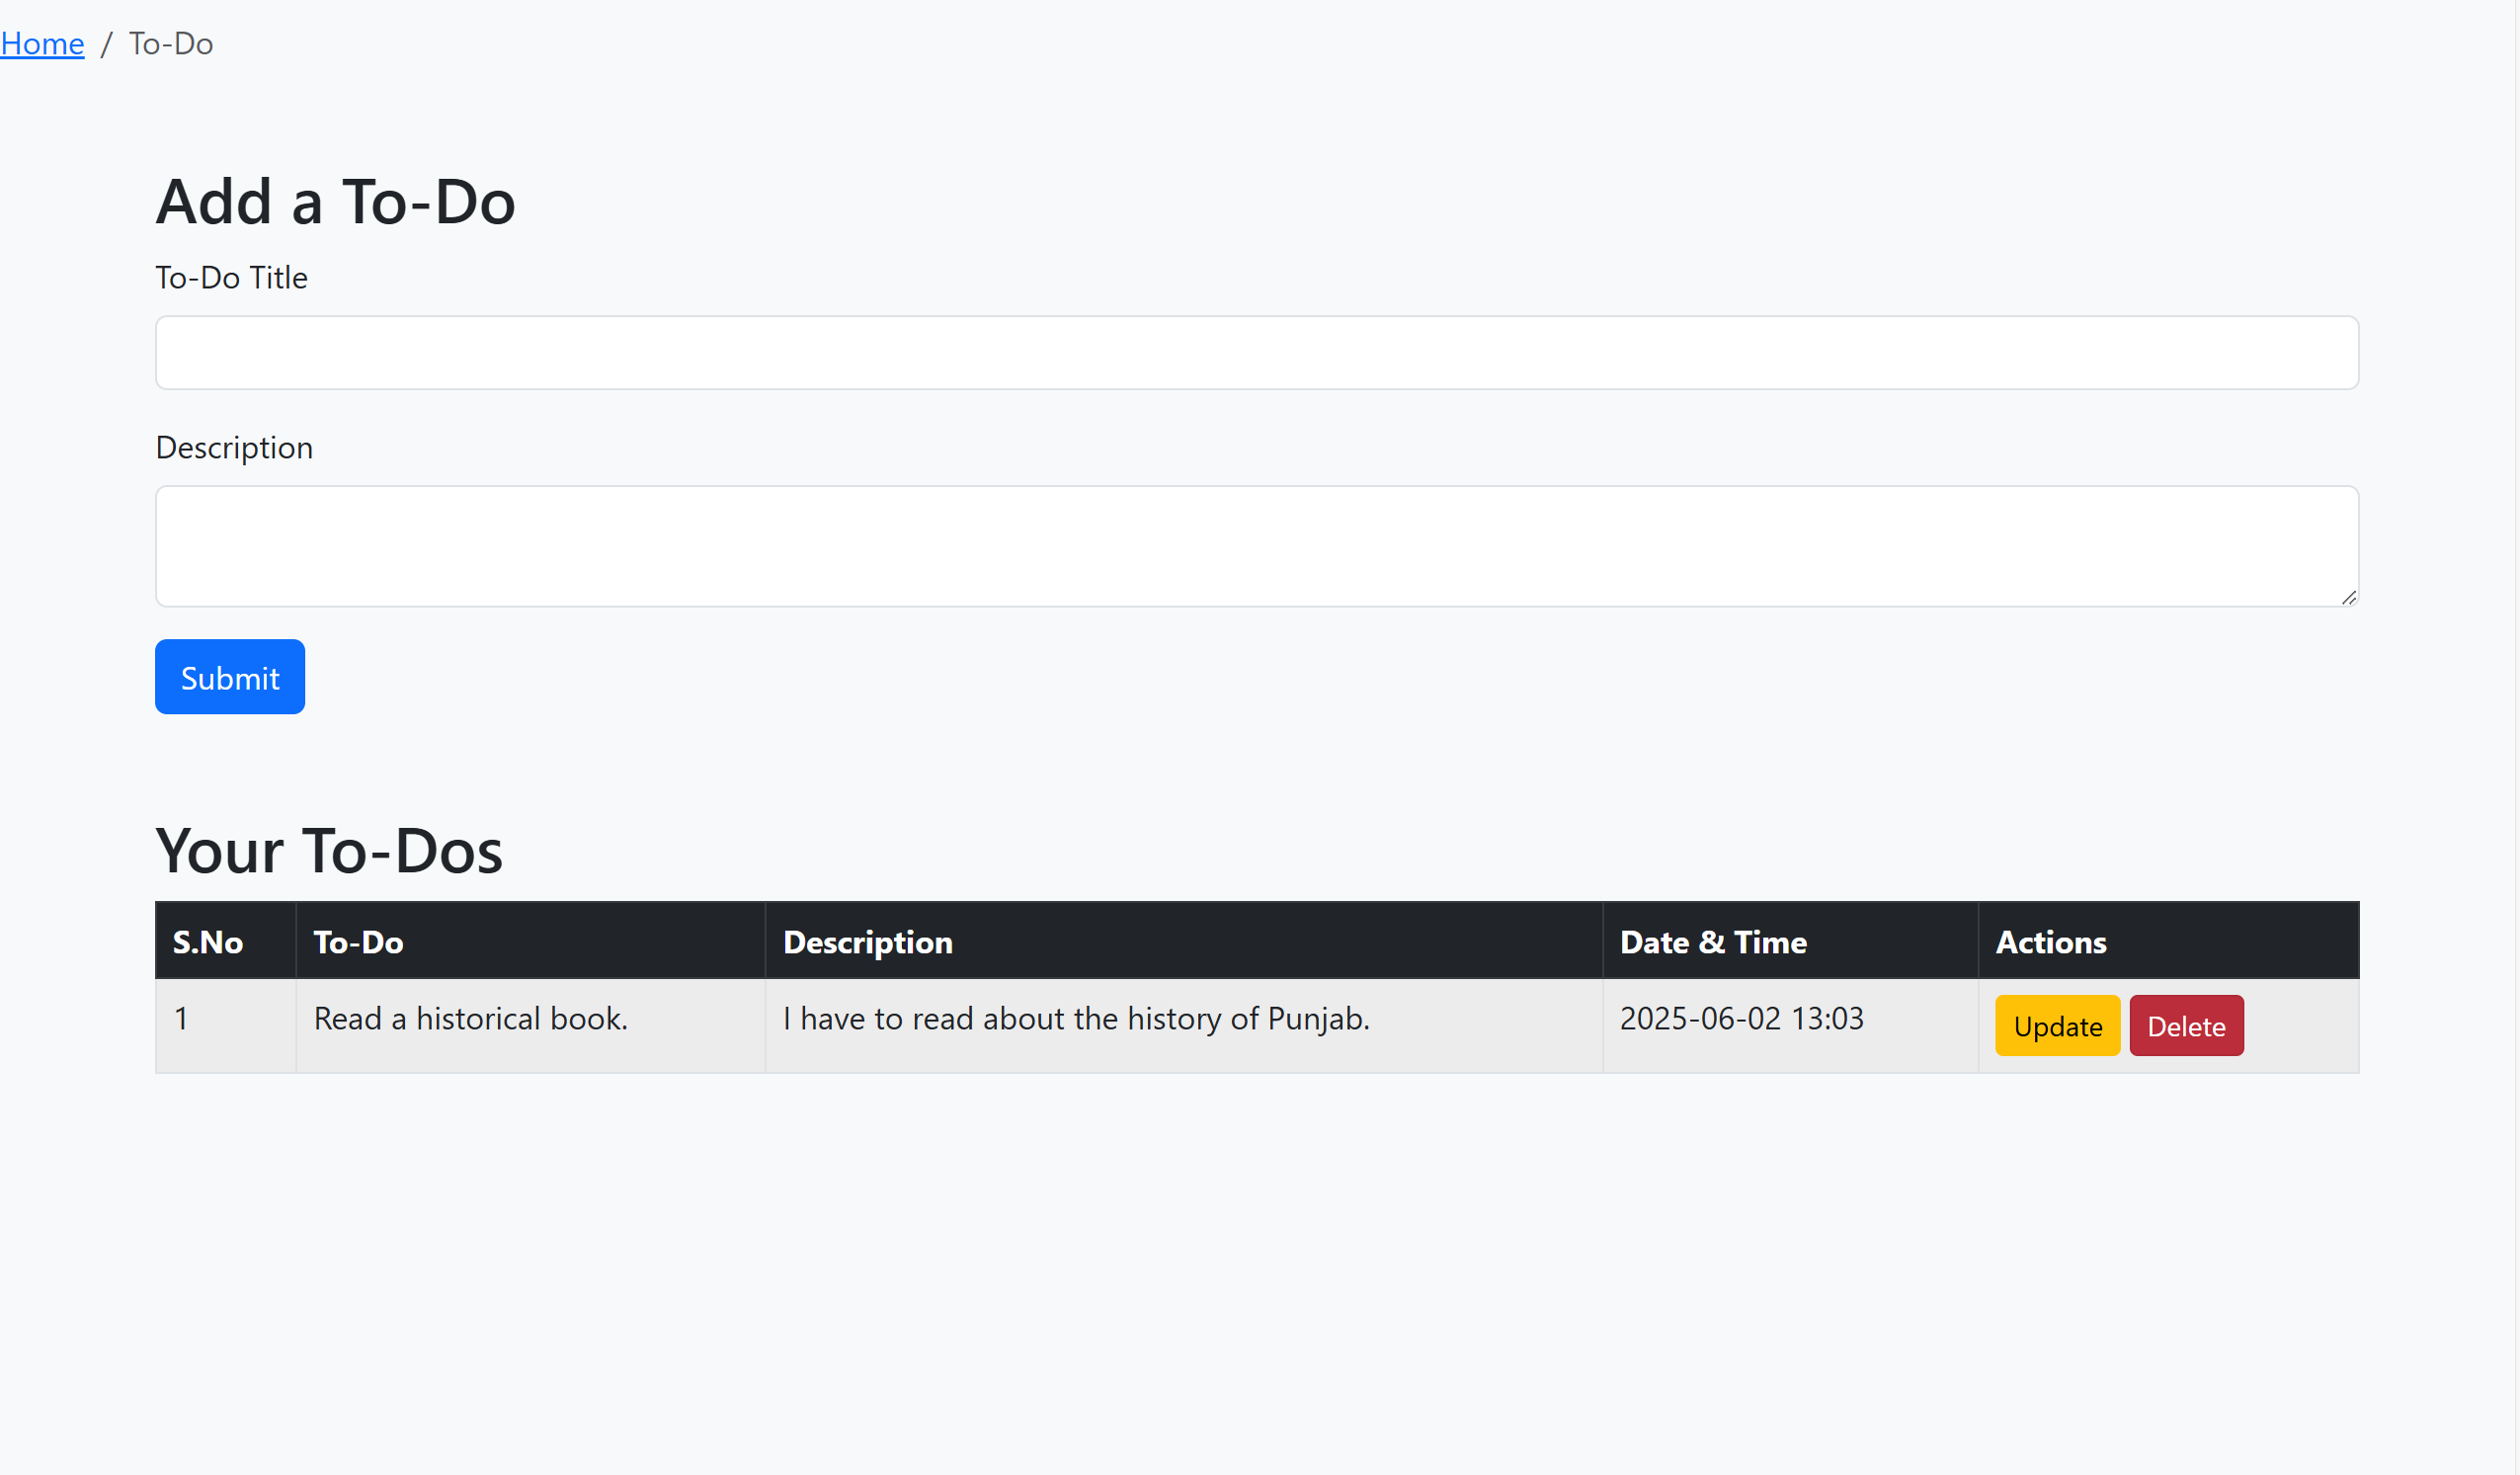 Home / To-Do
Add a To-Do
To-Do Title
Description
Submit
Your To-Dos
S.No To-Do Description Date & Time Actions
1 Read a historical book. I have to read about the history of Punjab. 2025-06-02 13:03 Update Delete